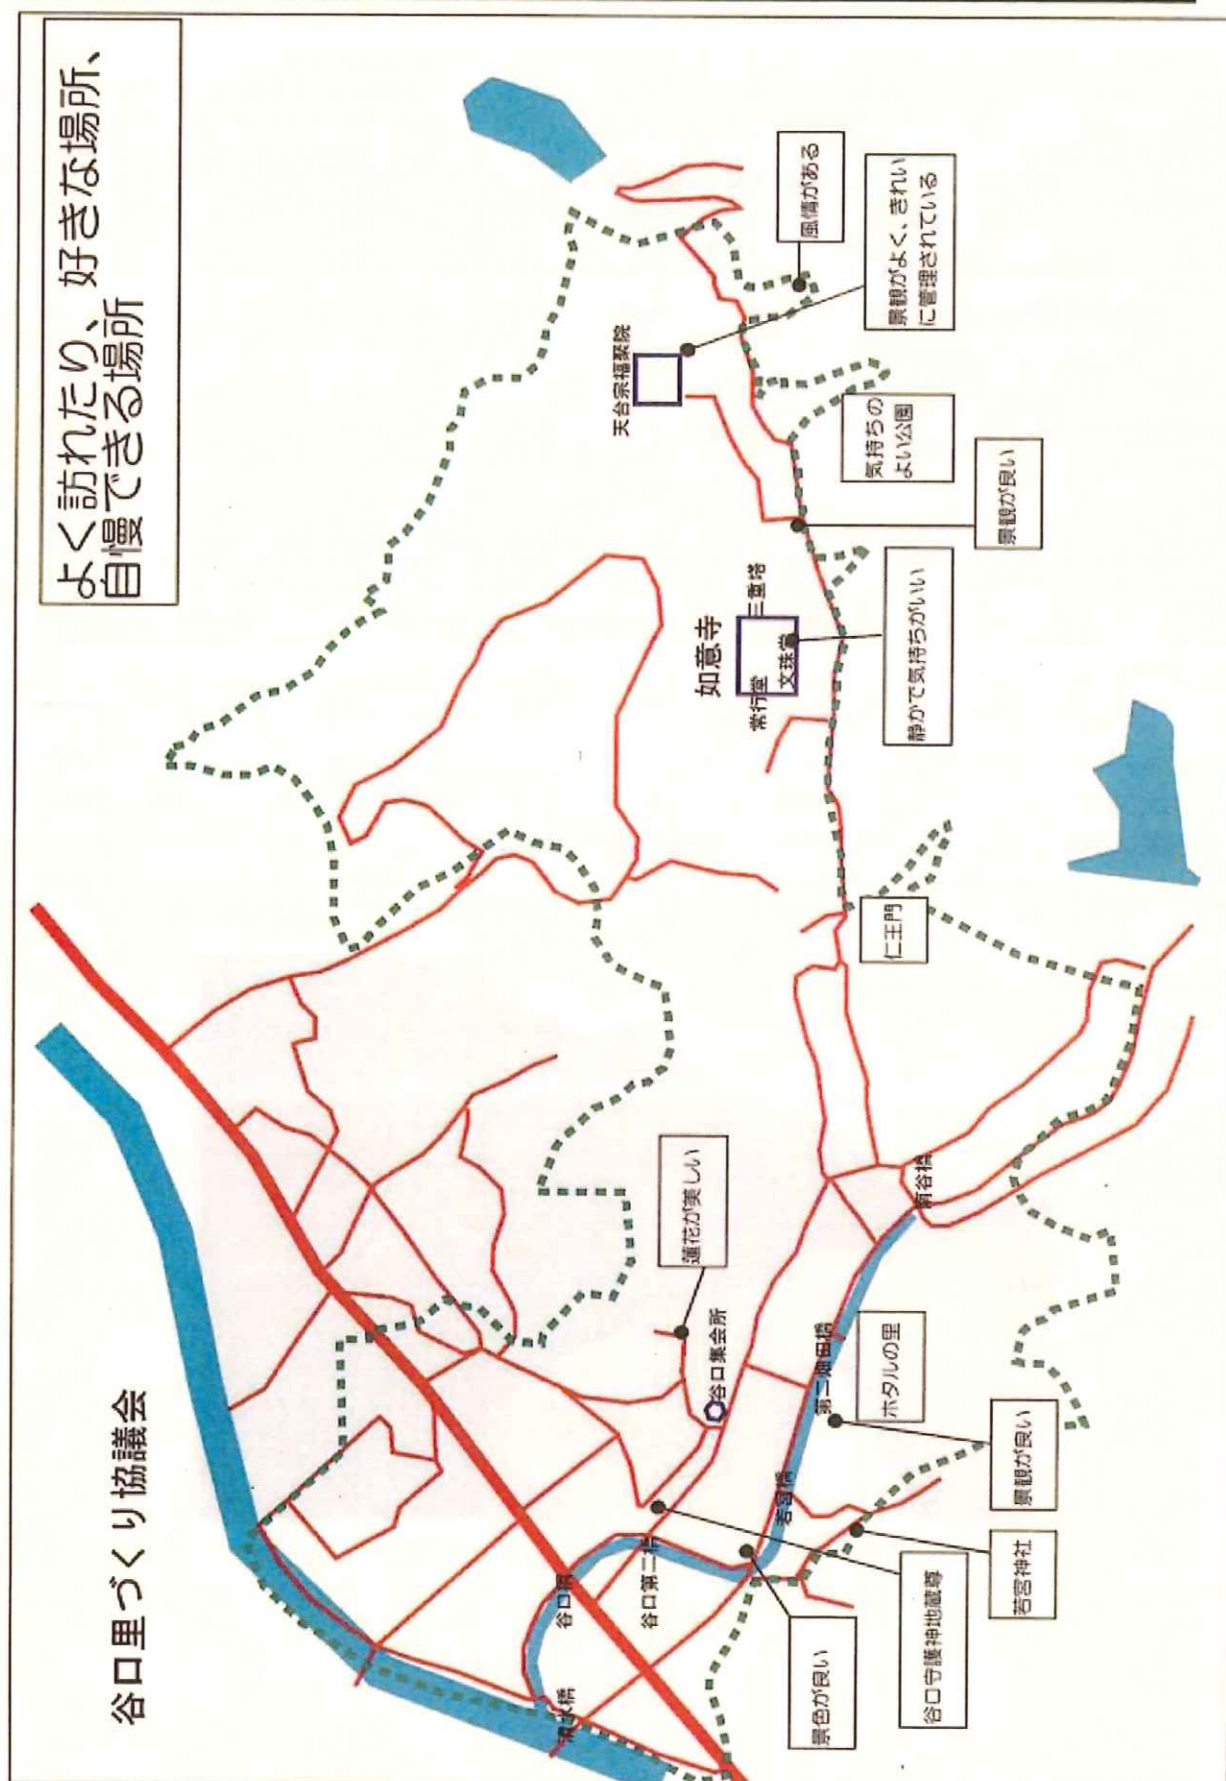 谷口里づくり協議会
よく訪れたり、好きな場所、
自慢できる場所
天台宗福聚院
風情がある
景観がよく、きれい
に管理されている
気持ちの
よい公園
景観が良い
如意寺
三重塔
常行堂
文珠堂
静かで気持ちがいい
仁王門
蓮花が美しい
谷口集会所
南谷橋
第二畑田橋
ホタルの里
景観が良い
若宮橋
若宮神社
谷口守護神地蔵尊
谷口第二橋
谷口橋
景色が良い
清水橋